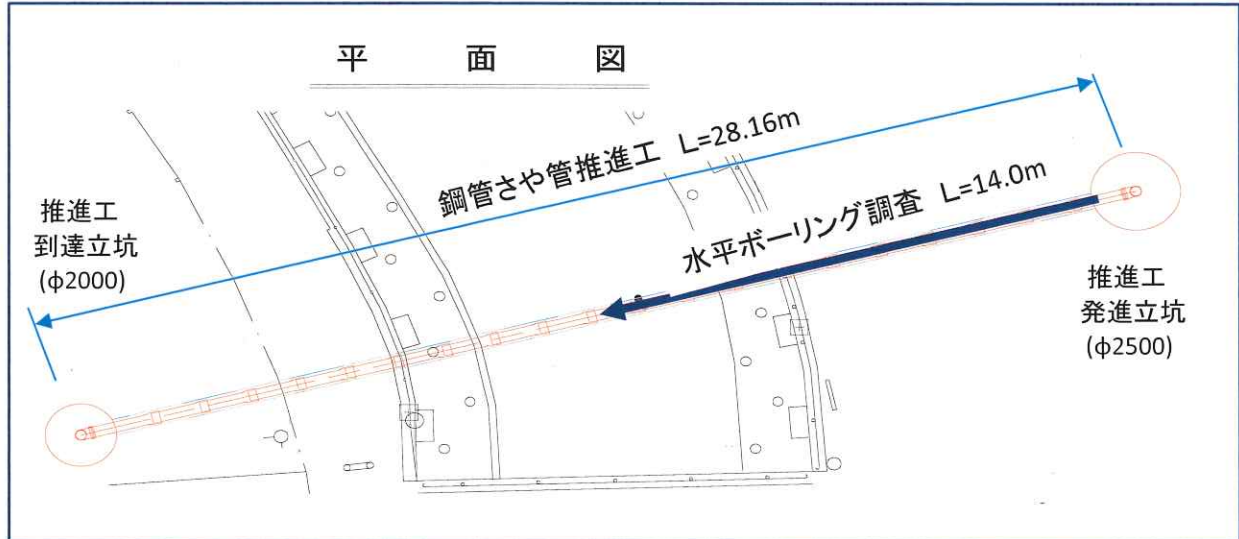 平面図
鋼管さや管推進工 L=28.16m
水平ボーリング調査 L=14.0m
推進工
到達立坑
(φ2000)
推進工
発進立坑
(φ2500)